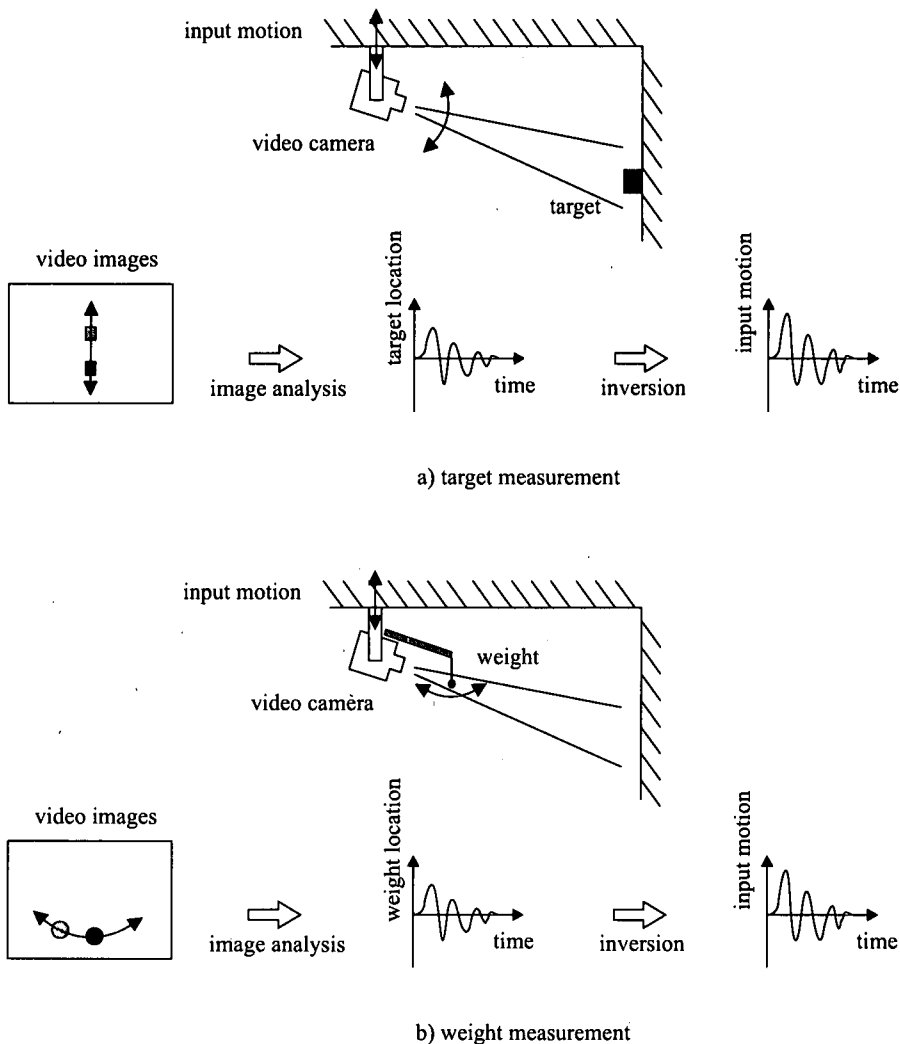 input motion
video camera
target
video images
image analysis
target location
time
inversion
input motion
time
a) target measurement
input motion
weight
video camèra
video images
image analysis
weight location
time
inversion
input motion
time
b) weight measurement